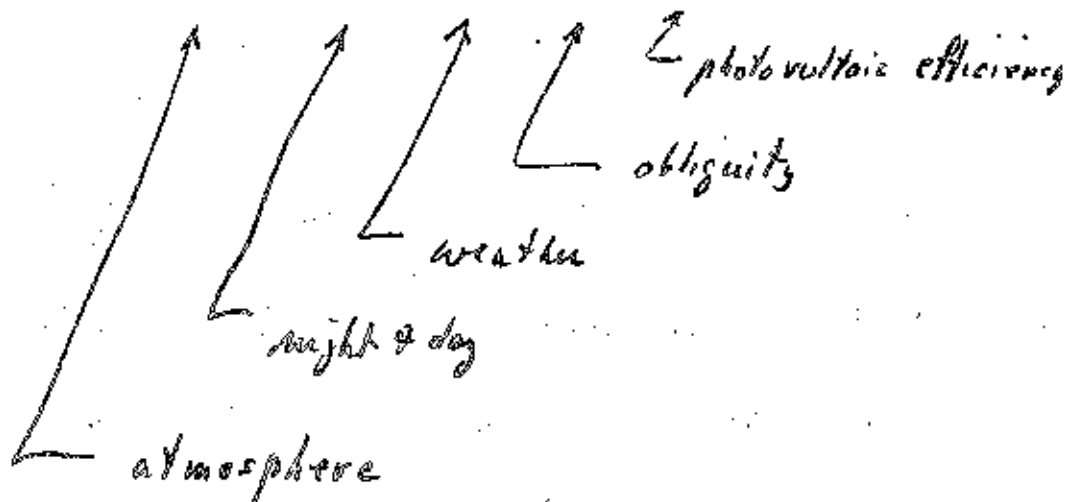 photovoltaic efficiency
obliquity
weather
night & day
atmosphere